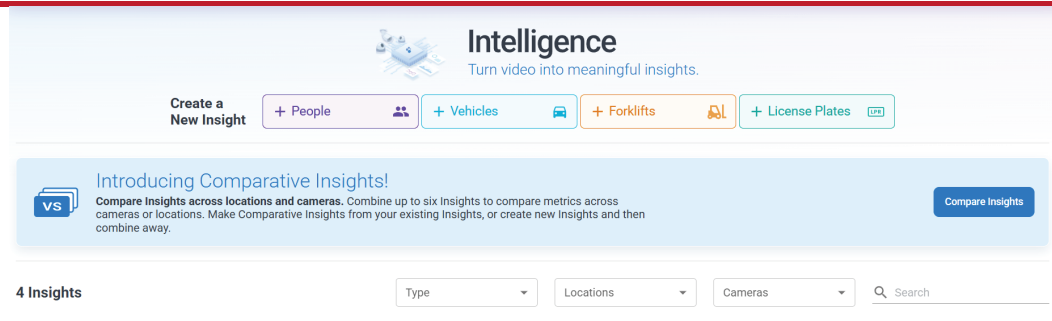 Intelligence
Turn video into meaningful insights.
Create a
New Insight
+ People
+ Vehicles
+ Forklifts
+ License Plates
LPR
VS
Introducing Comparative Insights!
Compare Insights across locations and cameras. Combine up to six Insights to compare metrics across
cameras or locations. Make Comparative Insights from your existing Insights, or create new Insights and then
combine away.
Compare Insights
4 Insights
Type
Locations
Cameras
Search